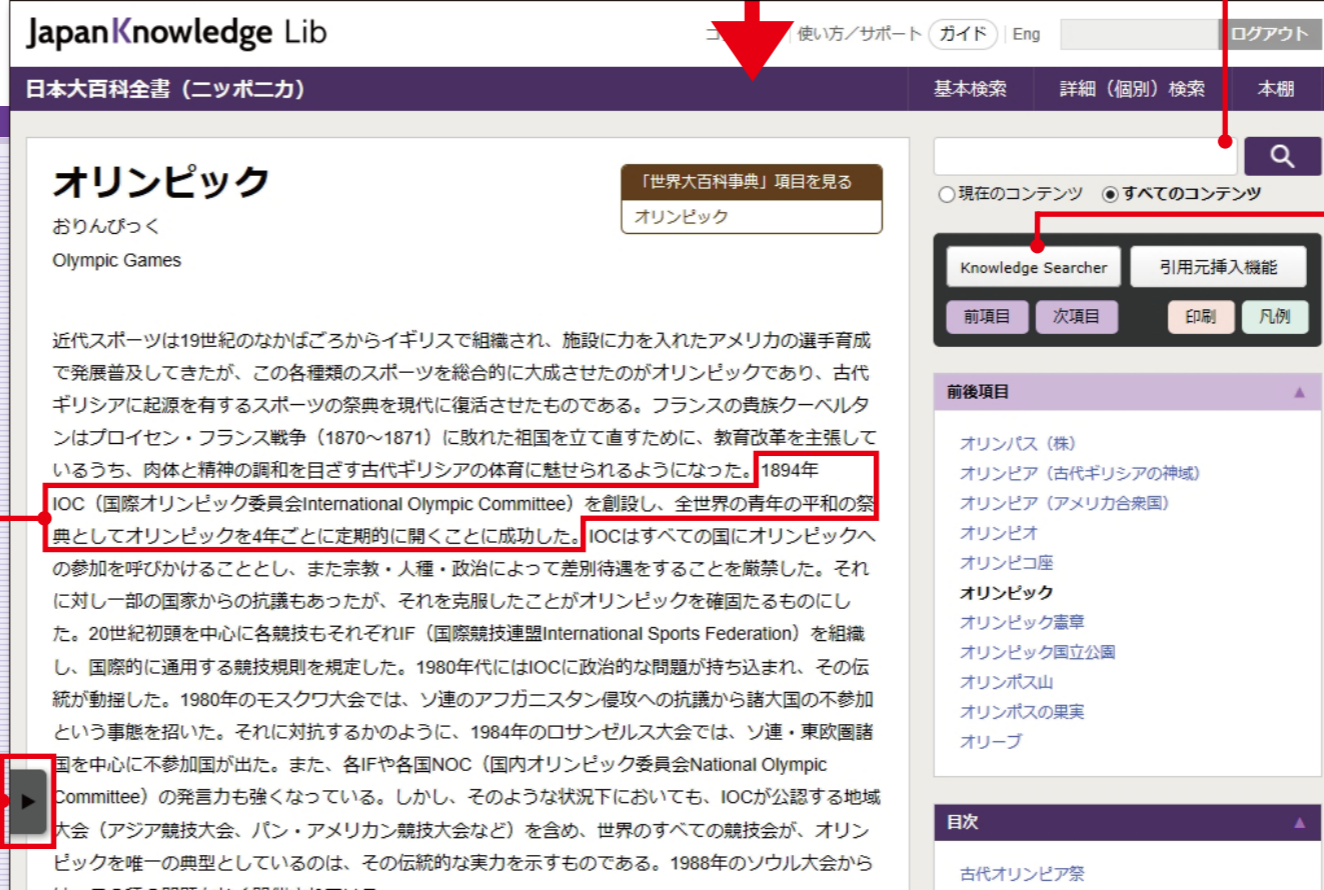 JapanKnowledge Lib
コ
使い方／サポート
ガイド
Eng
ログアウト
日本大百科全書（ニッポニカ）
基本検索
詳細（個別）検索
本棚
オリンピック
おりんぴっく
Olympic Games
「世界大百科事典」項目を見る
オリンピック
近代スポーツは19世紀のなかばごろからイギリスで組織され、施設に力を入れたアメリカの選手育成
で発展普及してきたが、この各種類のスポーツを総合的に大成させたのがオリンピックであり、古代
ギリシアに起源を有するスポーツの祭典を現代に復活させたものである。フランスの貴族クーベルタ
ンはプロイセン・フランス戦争（1870～1871）に敗れた祖国を立て直すために、教育改革を主張して
いるうち、肉体と精神の調和を目ざす古代ギリシアの体育に魅せられるようになった。1894年
IOC（国際オリンピック委員会International Olympic Committee）を創設し、全世界の青年の平和の祭
典としてオリンピックを4年ごとに定期的に開くことに成功した。IOCはすべての国にオリンピックへ
の参加を呼びかけることとし、また宗教・人種・政治によって差別待遇をすることを厳禁した。それ
に対し一部の国家からの抗議もあったが、それを克服したことがオリンピックを確固たるものにし
た。20世紀初頭を中心に各競技もそれぞれIF（国際競技連盟International Sports Federation）を組織
し、国際的に通用する競技規則を規定した。1980年代にはIOCに政治的な問題が持ち込まれ、その伝
統が動揺した。1980年のモスクワ大会では、ソ連のアフガニスタン侵攻への抗議から諸大国の不参加
という事態を招いた。それに対抗するかのように、1984年のロサンゼルス大会では、ソ連・東欧圏諸
国を中心に不参加国が出た。また、各IFや各国NOC（国内オリンピック委員会National Olympic
Committee）の発言力も強くなっている。しかし、そのような状況下においても、IOCが公認する地域
大会（アジア競技大会、パン・アメリカン競技大会など）を含め、世界のすべての競技会が、オリン
ピックを唯一の典型としているのは、その伝統的な実力を示すものである。1988年のソウル大会から
現在のコンテンツ
すべてのコンテンツ
Knowledge Searcher
引用元挿入機能
前項目
次項目
印刷
凡例
前後項目
オリンパス（株）
オリンピア（古代ギリシアの神域）
オリンピア（アメリカ合衆国）
オリンピオ
オリンピコ座
オリンピック
オリンピック憲章
オリンピック国立公園
オリンポス山
オリンポスの果実
オリーブ
目次
古代オリンピア祭